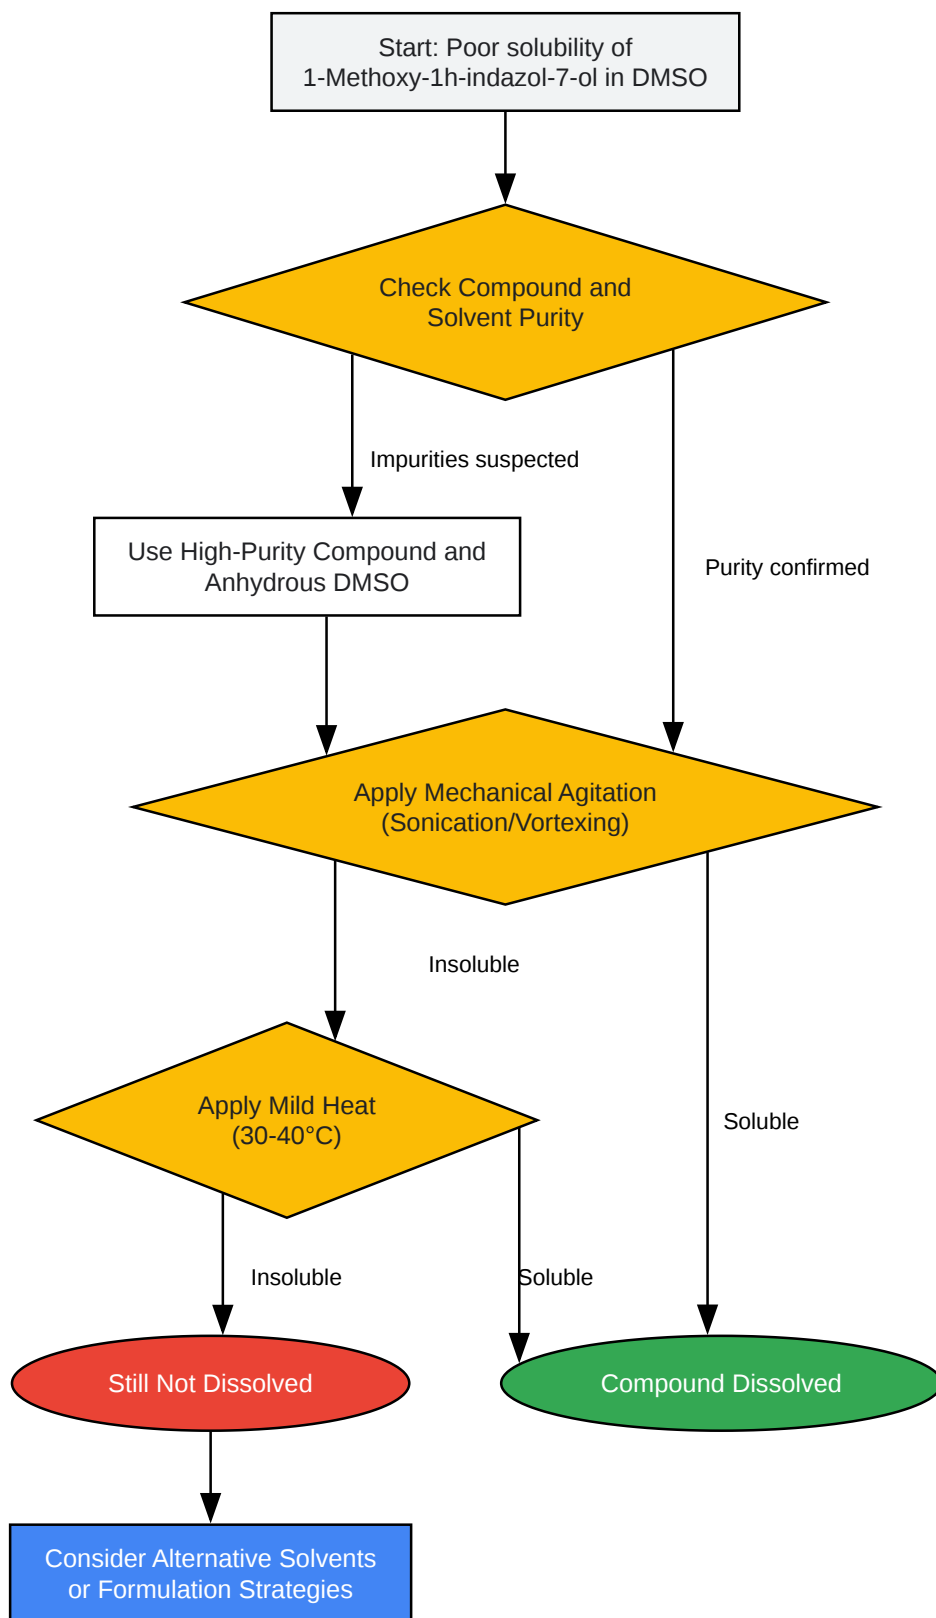 Start: Poor solubility of
1-Methoxy-1h-indazol-7-ol in DMSO
Check Compound and
Solvent Purity
Impurities suspected
Use High-Purity Compound and
Anhydrous DMSO
Purity confirmed
Apply Mechanical Agitation
(Sonication/Vortexing)
Insoluble
Apply Mild Heat
(30-40°C)
Soluble
Insoluble
Soluble
Still Not Dissolved
Compound Dissolved
Consider Alternative Solvents
or Formulation Strategies